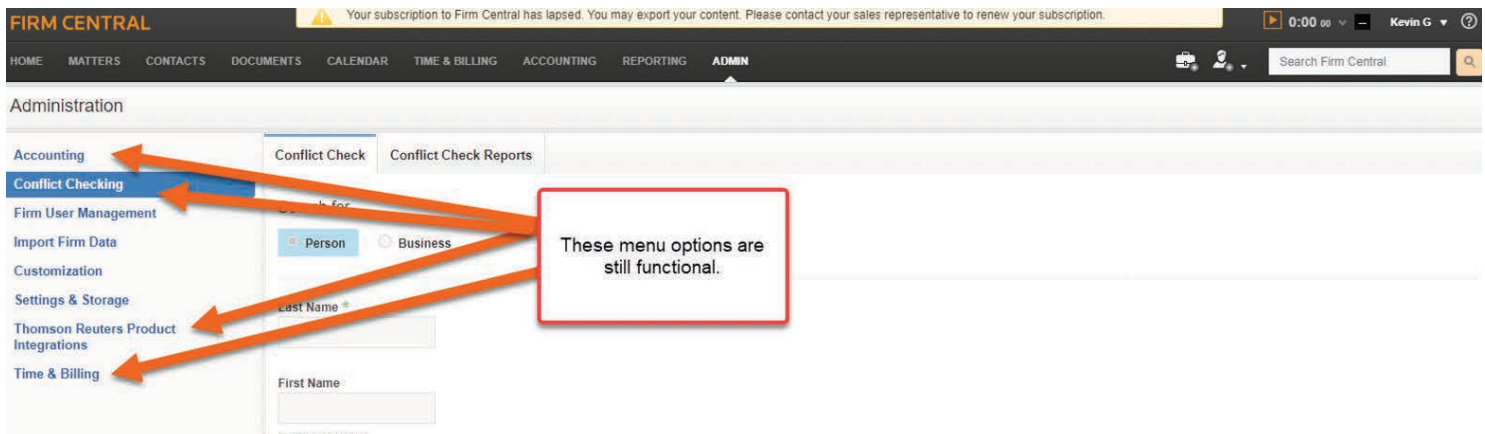 FIRM CENTRAL
Your subscription to Firm Central has lapsed. You may export your content. Please contact your sales representative to renew your subscription.
0:00 00
Kevin G
HOME MATTERS CONTACTS DOCUMENTS CALENDAR TIME & BILLING ACCOUNTING REPORTING ADMIN
Search Firm Central
Administration
Accounting
Conflict Checking
Firm User Management
Import Firm Data
Customization
Settings & Storage
Thomson Reuters Product
Integrations
Time & Billing
Conflict Check Conflict Check Reports
Person Business
Last Name *
First Name
These menu options are
still functional.